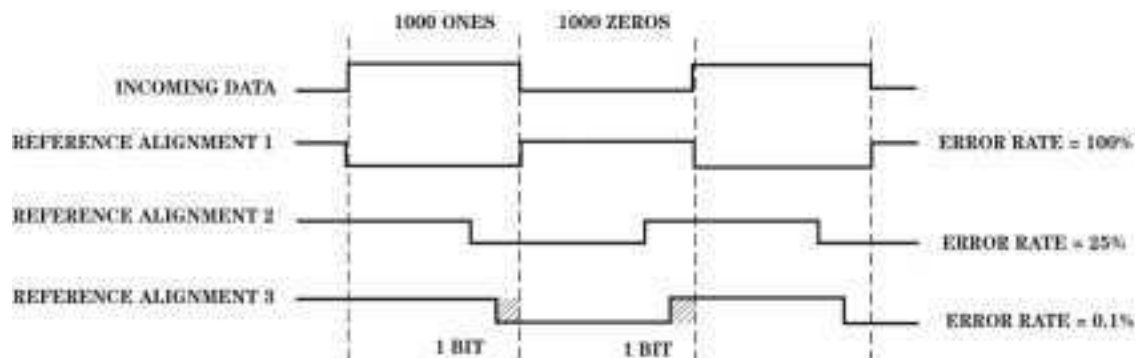 1000 ONES 1000 ZEROS
INCOMING DATA
REFERENCE ALIGNMENT 1 ERROR RATE = 100%
REFERENCE ALIGNMENT 2 ERROR RATE = 25%
REFERENCE ALIGNMENT 3 ERROR RATE = 0.1%
1 BIT 1 BIT